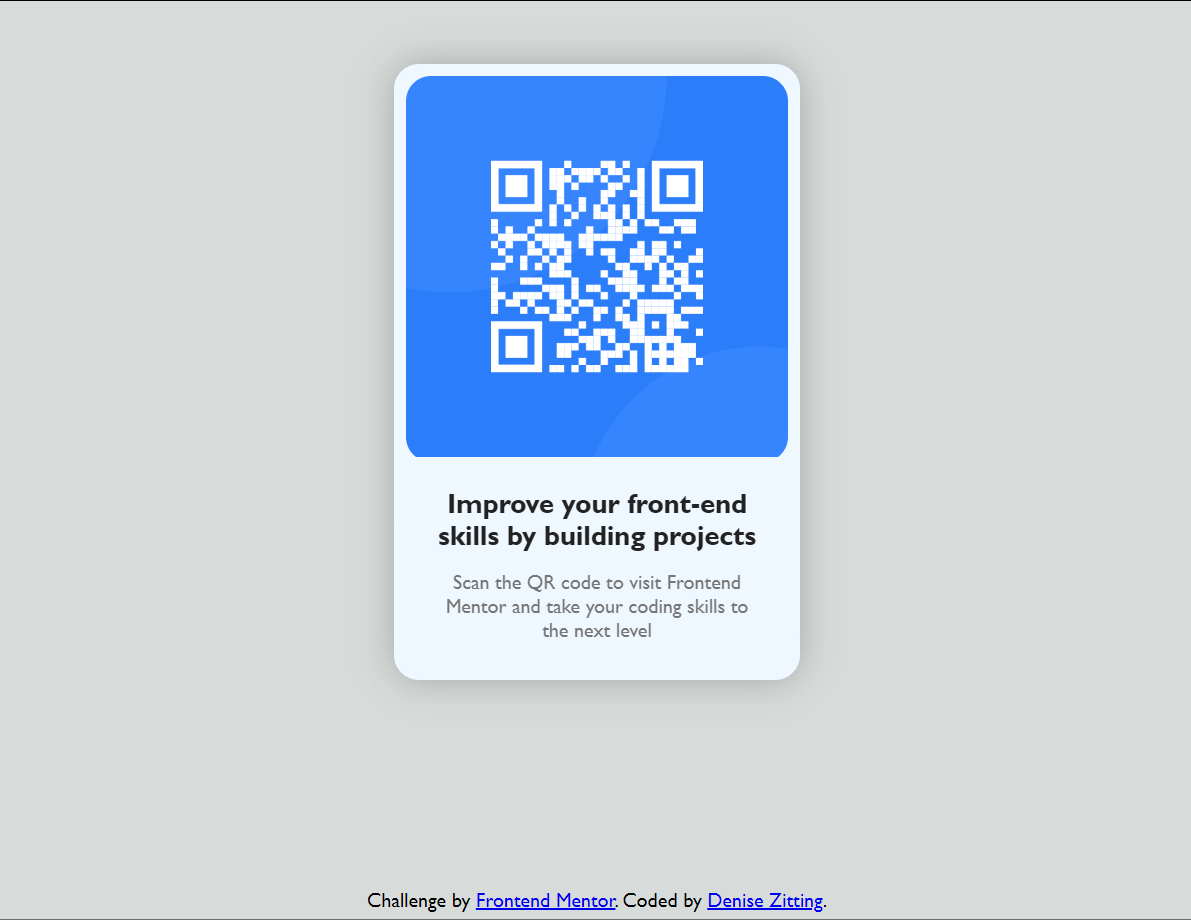 Improve your front-end
skills by building projects
Scan the QR code to visit Frontend
Mentor and take your coding skills to
the next level
Challenge by Frontend Mentor. Coded by Denise Zitting.